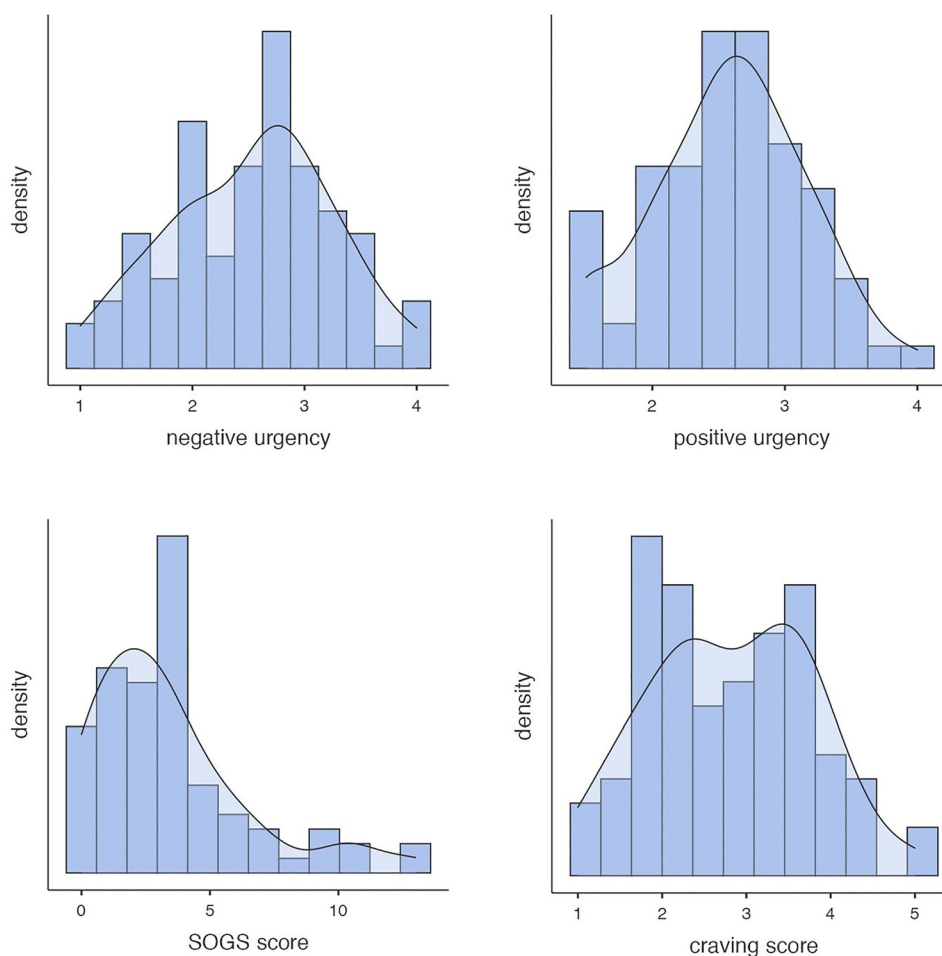 density
1 2 3 4
negative urgency
density
2 3 4
positive urgency
density
0 5 10
SOGS score
density
1 2 3 4 5
craving score